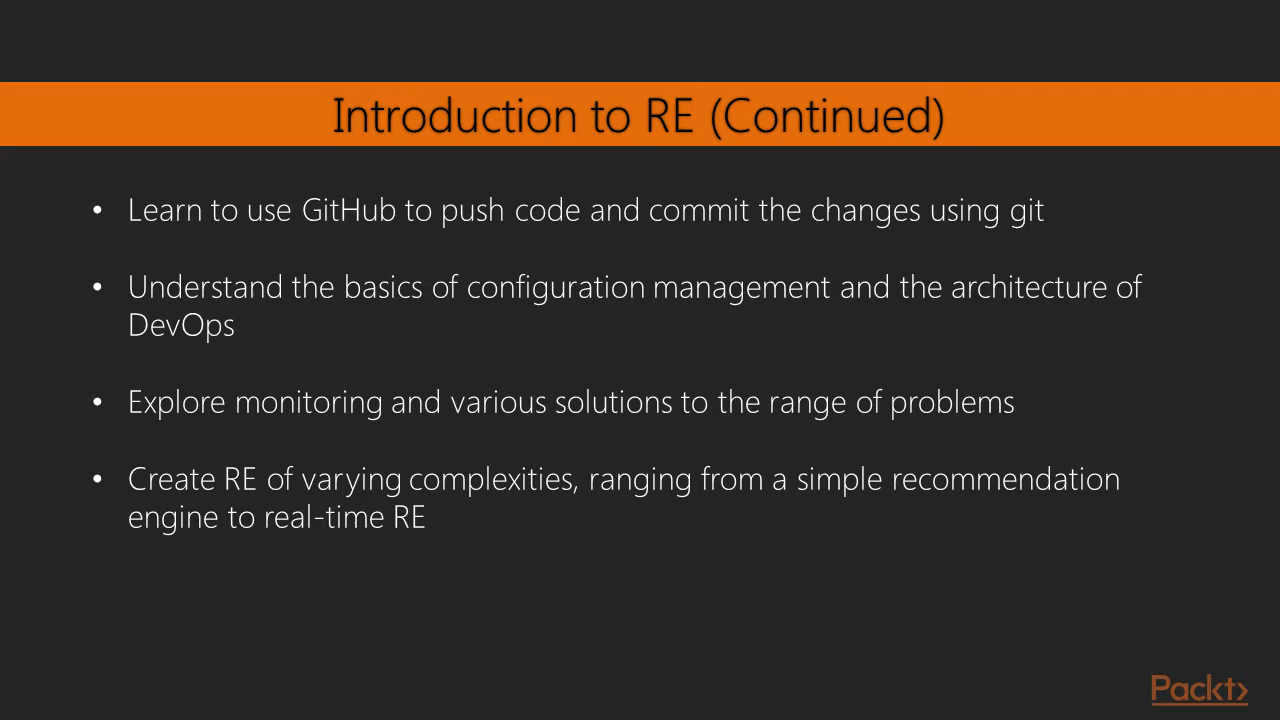 Introduction to RE (Continued)
• Learn to use GitHub to push code and commit the changes using git
• Understand the basics of configuration management and the architecture of
DevOps
• Explore monitoring and various solutions to the range of problems
• Create RE of varying complexities, ranging from a simple recommendation
engine to real-time RE
Packt>